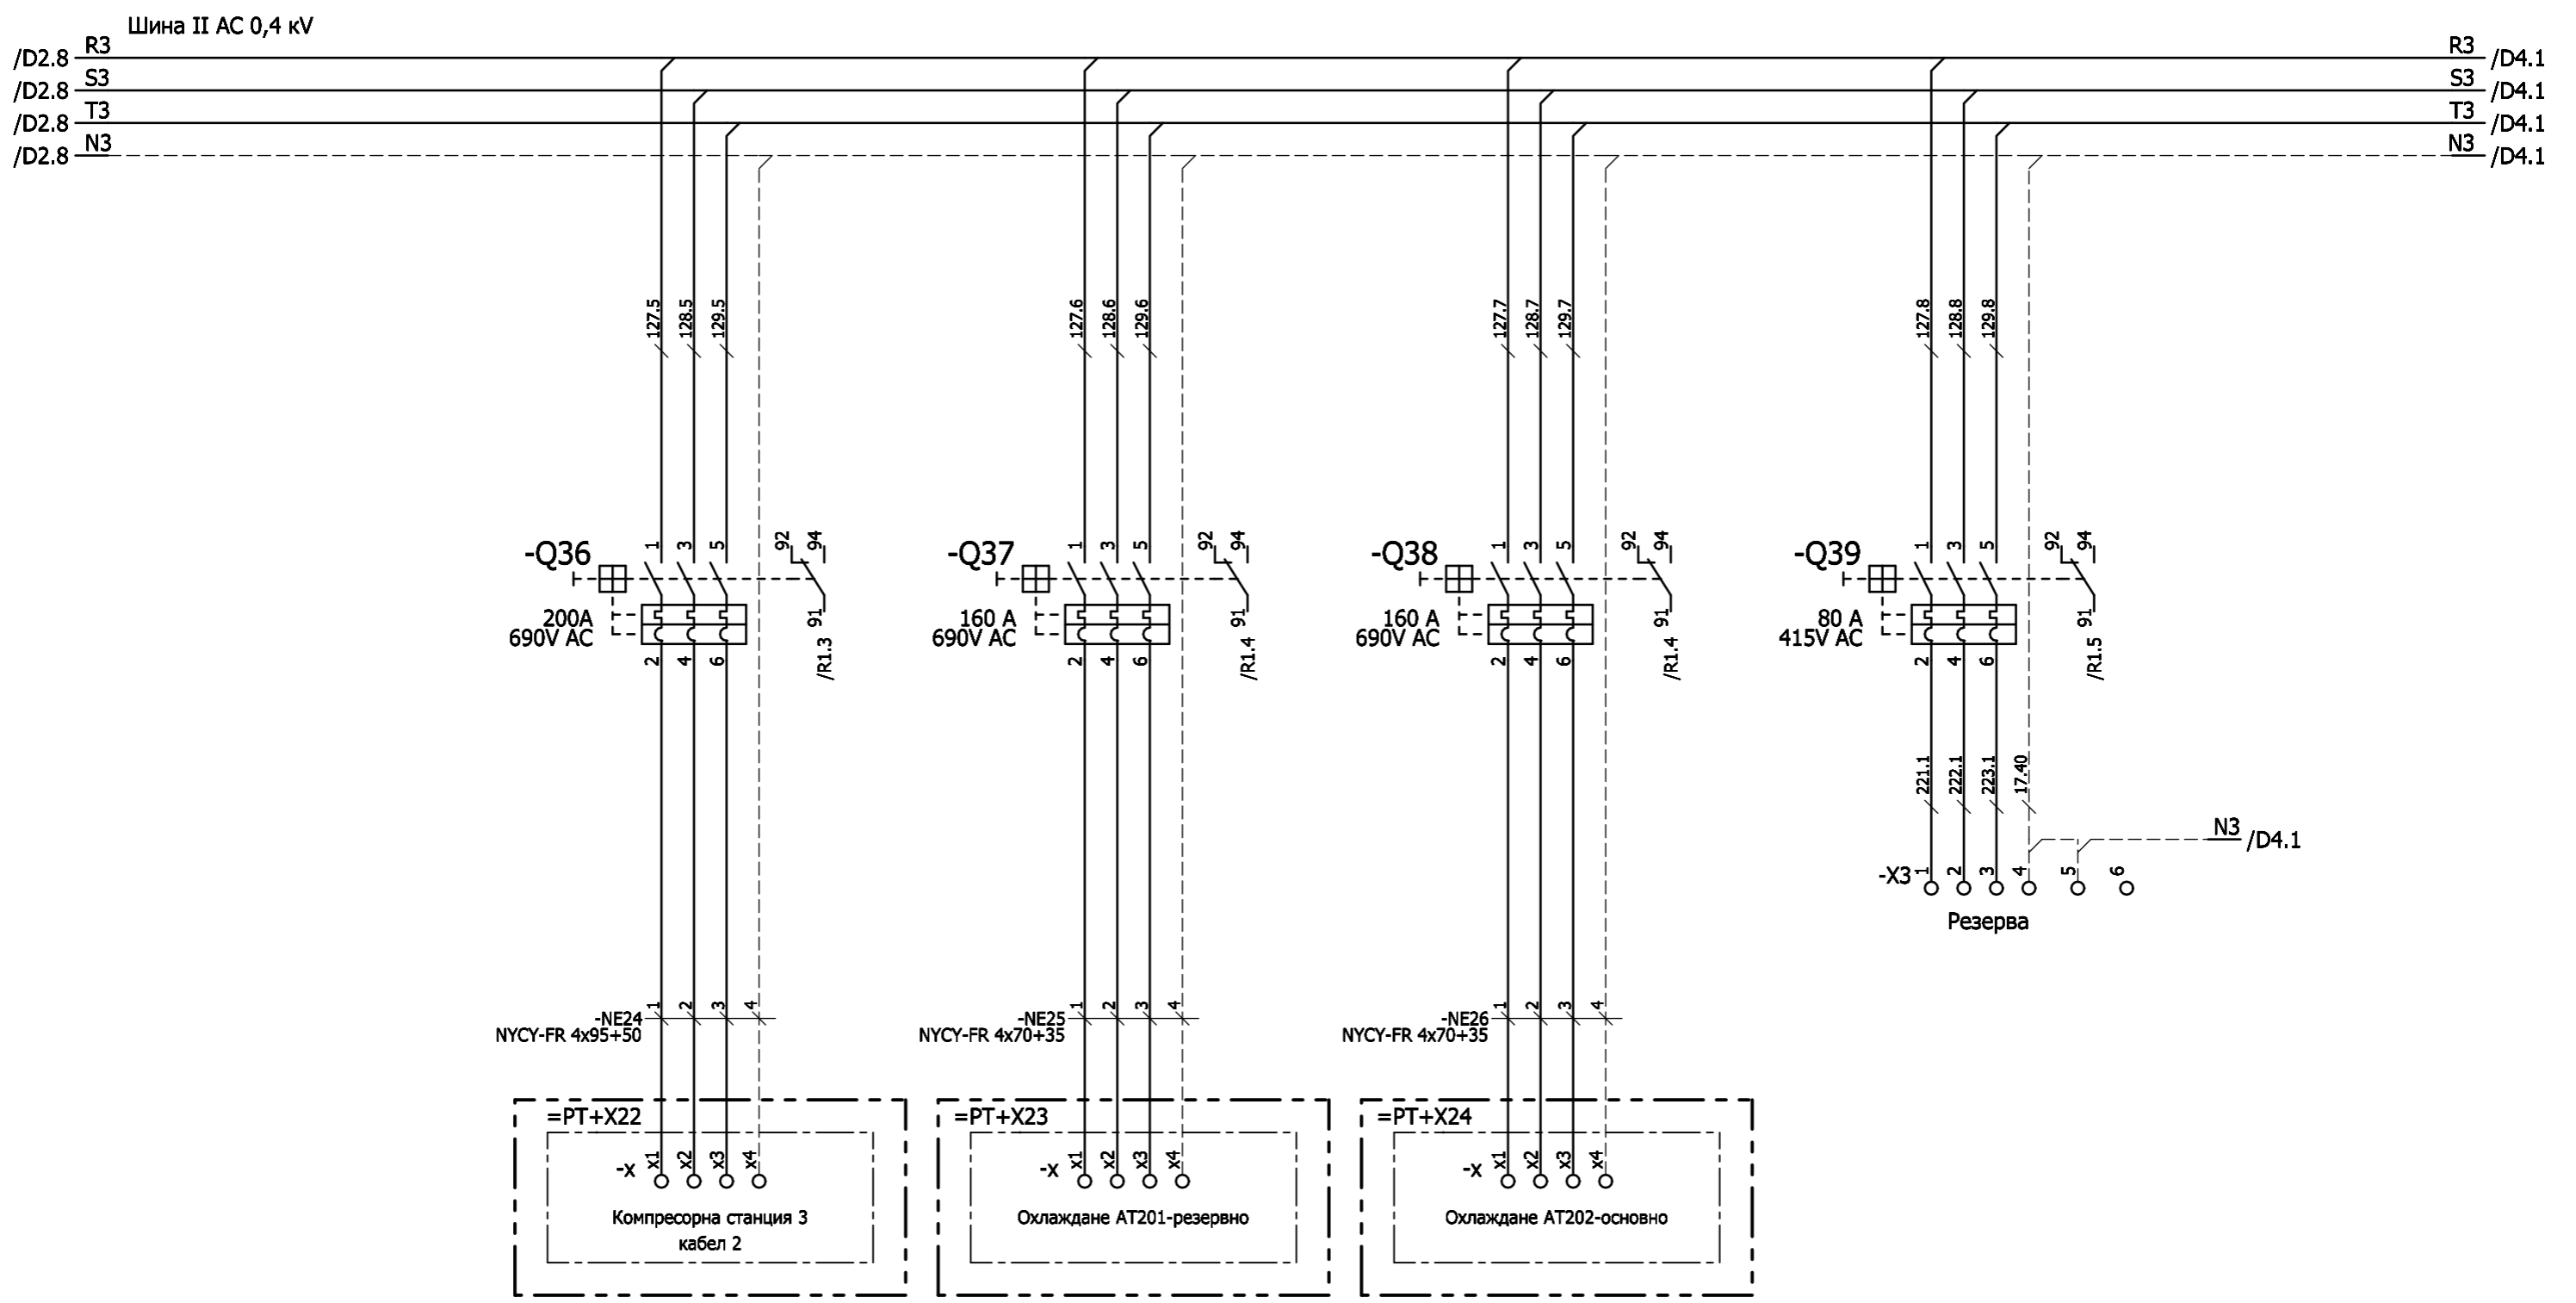 Шина II AC 0,4 кV
/D2.8 R3 R3 /D4.1
/D2.8 S3 S3 /D4.1
/D2.8 T3 T3 /D4.1
/D2.8 N3 N3 /D4.1
127.5 128.5 129.5 127.6 128.6 129.6 127.7 128.7 129.7 127.8 128.8 129.8
-Q36 1 3 5 92 94 -Q37 1 3 5 92 94 -Q38 1 3 5 92 94 -Q39 1 3 5 92 94
200A 91 160 A 91 160 A 91 80 A 91
690V AC 690V AC 690V AC 415V AC
2 4 6 /R1.3 2 4 6 /R1.4 2 4 6 /R1.4 2 4 6 /R1.5
221.1 222.1 223.1 17.40
N3 /D4.1
-X3 1 2 3 4 5 6
Резерва
-NE24 1 2 3 4 -NE25 1 2 3 4 -NE26 1 2 3 4
NYCY-FR 4x95+50 NYCY-FR 4x70+35 NYCY-FR 4x70+35
=PT+X22 =PT+X23 =PT+X24
-x x1 x2 x3 x4 -x x1 x2 x3 x4 -x x1 x2 x3 x4
Компресорна станция 3 Охлаждане АТ201-резервно Охлаждане АТ202-основно
кабел 2